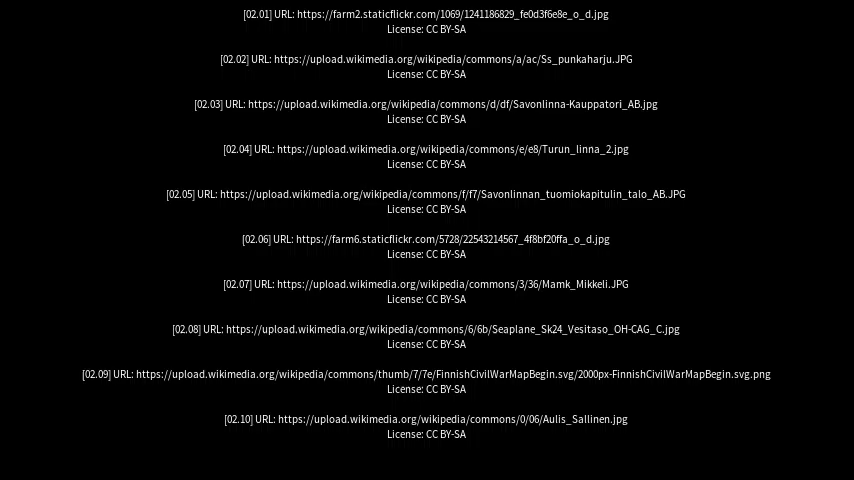 [02.01] URL: https://farm2.staticflickr.com/1069/1241186829_fe0d3f6e8e_o_d.jpg
License: CC BY-SA
[02.02] URL: https://upload.wikimedia.org/wikipedia/commons/a/ac/Ss_punkaharju.JPG
License: CC BY-SA
[02.03] URL: https://upload.wikimedia.org/wikipedia/commons/d/df/Savonlinna-Kauppatori_AB.jpg
License: CC BY-SA
[02.04] URL: https://upload.wikimedia.org/wikipedia/commons/e/e8/Turun_linna_2.jpg
License: CC BY-SA
[02.05] URL: https://upload.wikimedia.org/wikipedia/commons/f/f7/Savonlinnan_tuomiokapitulin_talo_AB.JPG
License: CC BY-SA
[02.06] URL: https://farm6.staticflickr.com/5728/22543214567_4f8bf20ffa_o_d.jpg
License: CC BY-SA
[02.07] URL: https://upload.wikimedia.org/wikipedia/commons/3/36/Mamk_Mikkeli.JPG
License: CC BY-SA
[02.08] URL: https://upload.wikimedia.org/wikipedia/commons/6/6b/Seaplane_Sk24_Vesitaso_OH-CAG_C.jpg
License: CC BY-SA
[02.09] URL: https://upload.wikimedia.org/wikipedia/commons/thumb/7/7e/FinnishCivilWarMapBegin.svg/2000px-FinnishCivilWarMapBegin.svg.png
License: CC BY-SA
[02.10] URL: https://upload.wikimedia.org/wikipedia/commons/0/06/Aulis_Sallinen.jpg
License: CC BY-SA